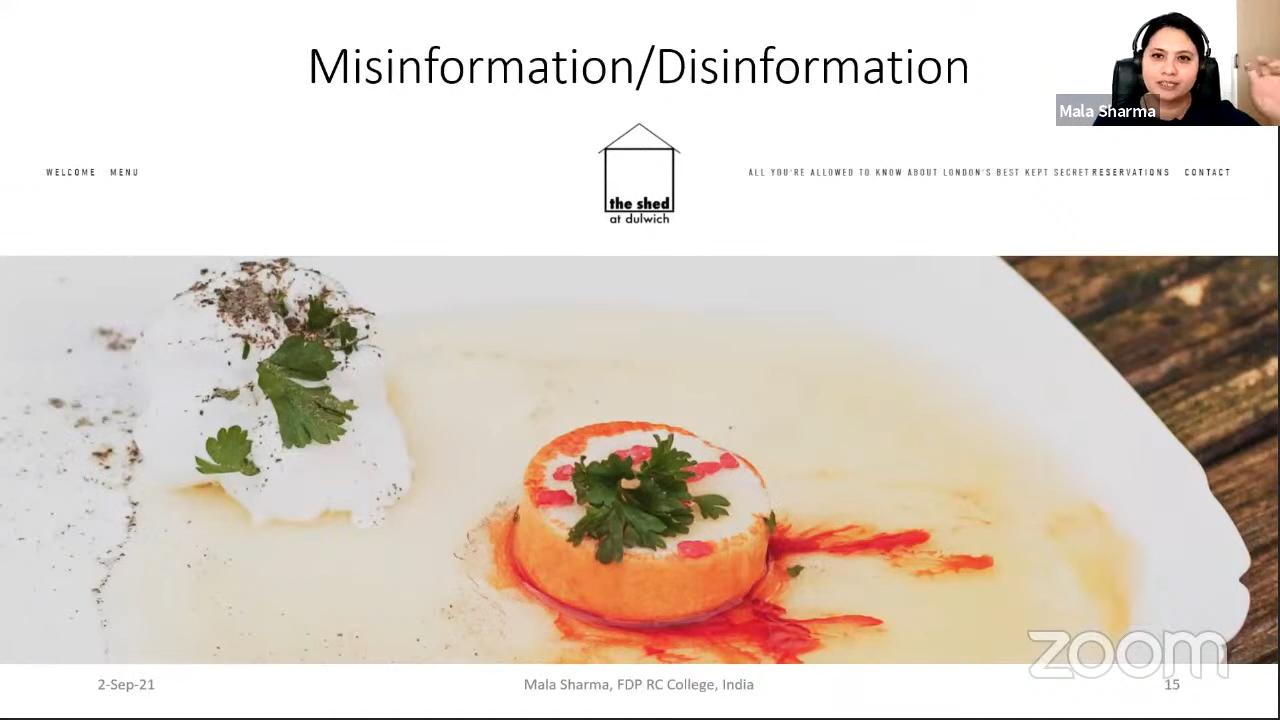 Misinformation/Disinformation
Mala Sharma
WELCOME MENU
the shed
at dulwich
ALL YOU'RE ALLOWED TO KNOW ABOUT LONDON'S BEST KEPT SECRET RESERVATIONS CONTACT
zoom
2-Sep-21
Mala Sharma, FDP RC College, India
15